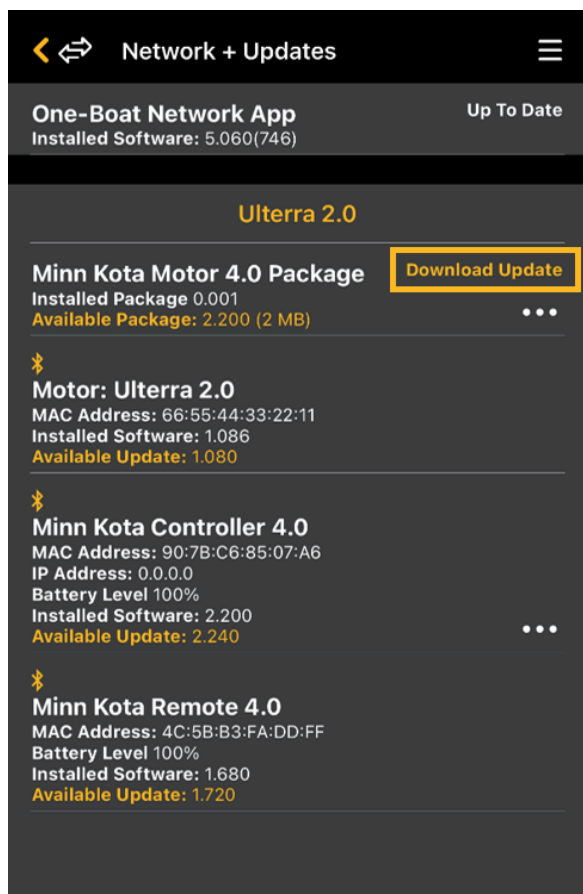 Network + Updates
One-Boat Network App
Up To Date
Installed Software: 5.060(746)
Ulterra 2.0
Minn Kota Motor 4.0 Package
Download Update
Installed Package 0.001
Available Package: 2.200 (2 MB)
Motor: Ulterra 2.0
MAC Address: 66:55:44:33:22:11
Installed Software: 1.086
Available Update: 1.080
Minn Kota Controller 4.0
MAC Address: 90:7B:C6:85:07:A6
IP Address: 0.0.0.0
Battery Level 100%
Installed Software: 2.200
Available Update: 2.240
Minn Kota Remote 4.0
MAC Address: 4C:5B:B3:FA:DD:FF
Battery Level 100%
Installed Software: 1.680
Available Update: 1.720